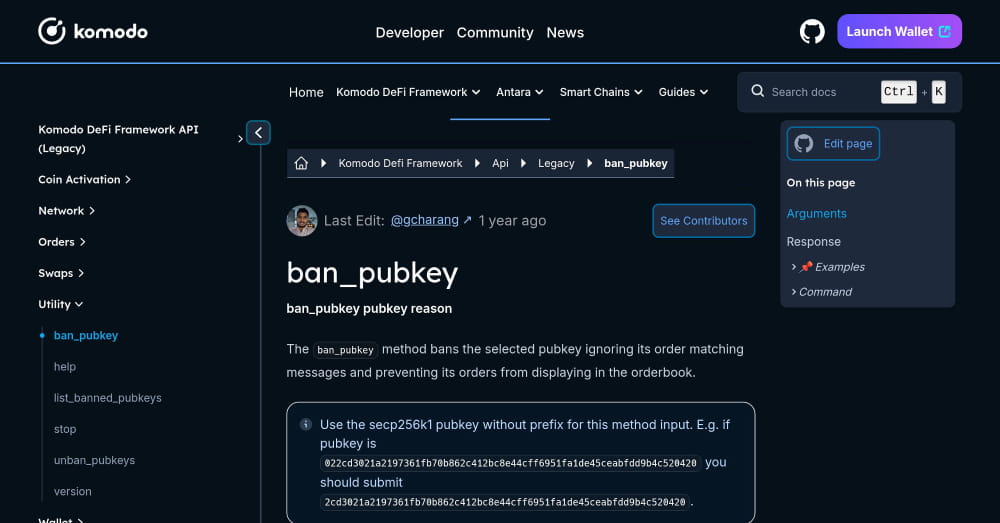 komodo
Developer Community News
Launch Wallet
Home Komodo DeFi Framework Antara Smart Chains Guides
Search docs Ctrl + K
Komodo DeFi Framework API
(Legacy)
Coin Activation
Network
Orders
Swaps
Utility
ban_pubkey
help
list_banned_pubkeys
stop
unban_pubkeys
version
Wallet
Komodo Defi Framework Api Legacy ban_pubkey
Last Edit: @gcharang ↗ 1 year ago
See Contributors
ban_pubkey
ban_pubkey pubkey reason
The ban_pubkey method bans the selected pubkey ignoring its order matching
messages and preventing its orders from displaying in the orderbook.
Use the secp256k1 pubkey without prefix for this method input. E.g. if
pubkey is
022cd3021a2197361fb70b862c412bc8e44cff6951fa1de45ceabfdd9b4c520420 you
should submit
2cd3021a2197361fb70b862c412bc8e44cff6951fa1de45ceabfdd9b4c520420.
Edit page
On this page
Arguments
Response
📌 Examples
Command